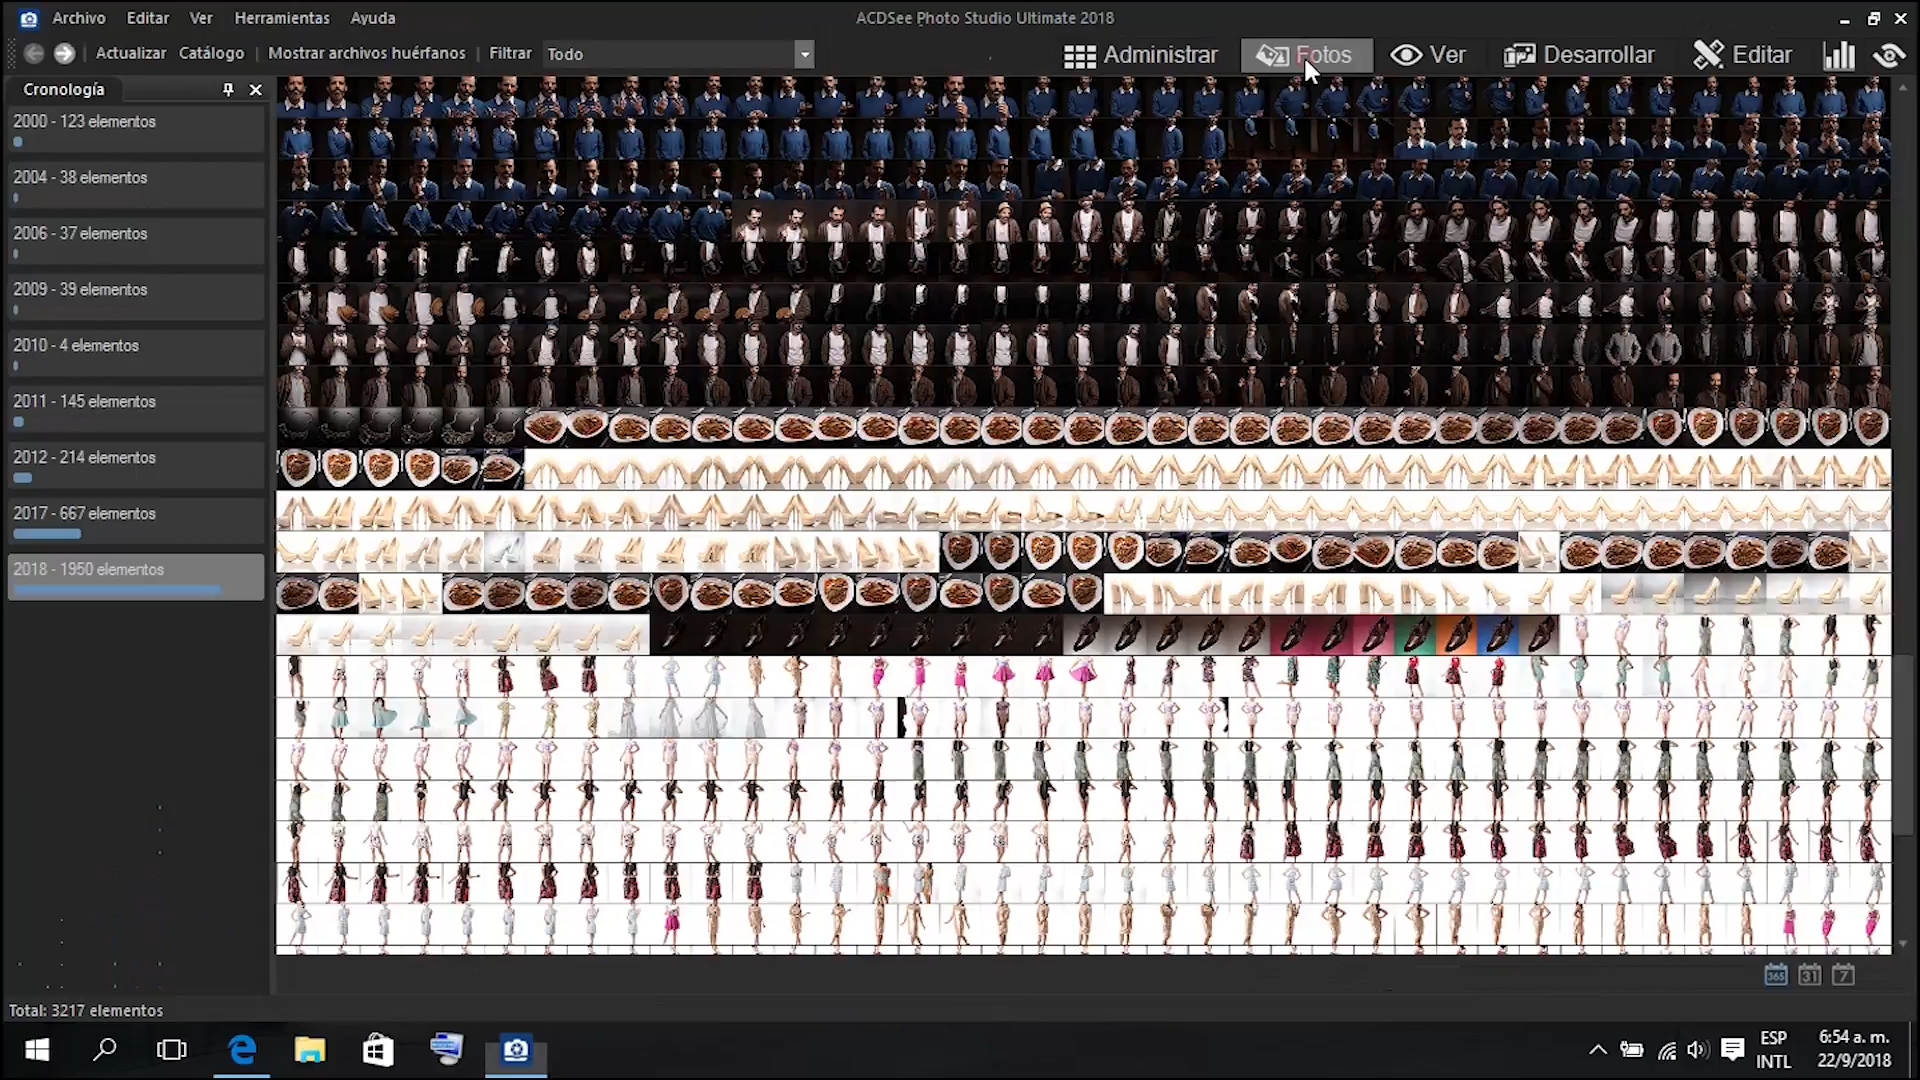 Archivo Editar Ver Herramientas Ayuda
ACDSee Photo Studio Ultimate 2018
Actualizar Catálogo Mostrar archivos huérfanos Filtrar Todo
Administrar Fotos Ver Desarrollar Editar
Cronología
2000 - 123 elementos
2004 - 38 elementos
2006 - 37 elementos
2009 - 39 elementos
2010 - 4 elementos
2011 - 145 elementos
2012 - 214 elementos
2017 - 667 elementos
2018 - 1950 elementos
365 31 7
Total: 3217 elementos
ESP
INTL
6:54 a. m.
22/9/2018